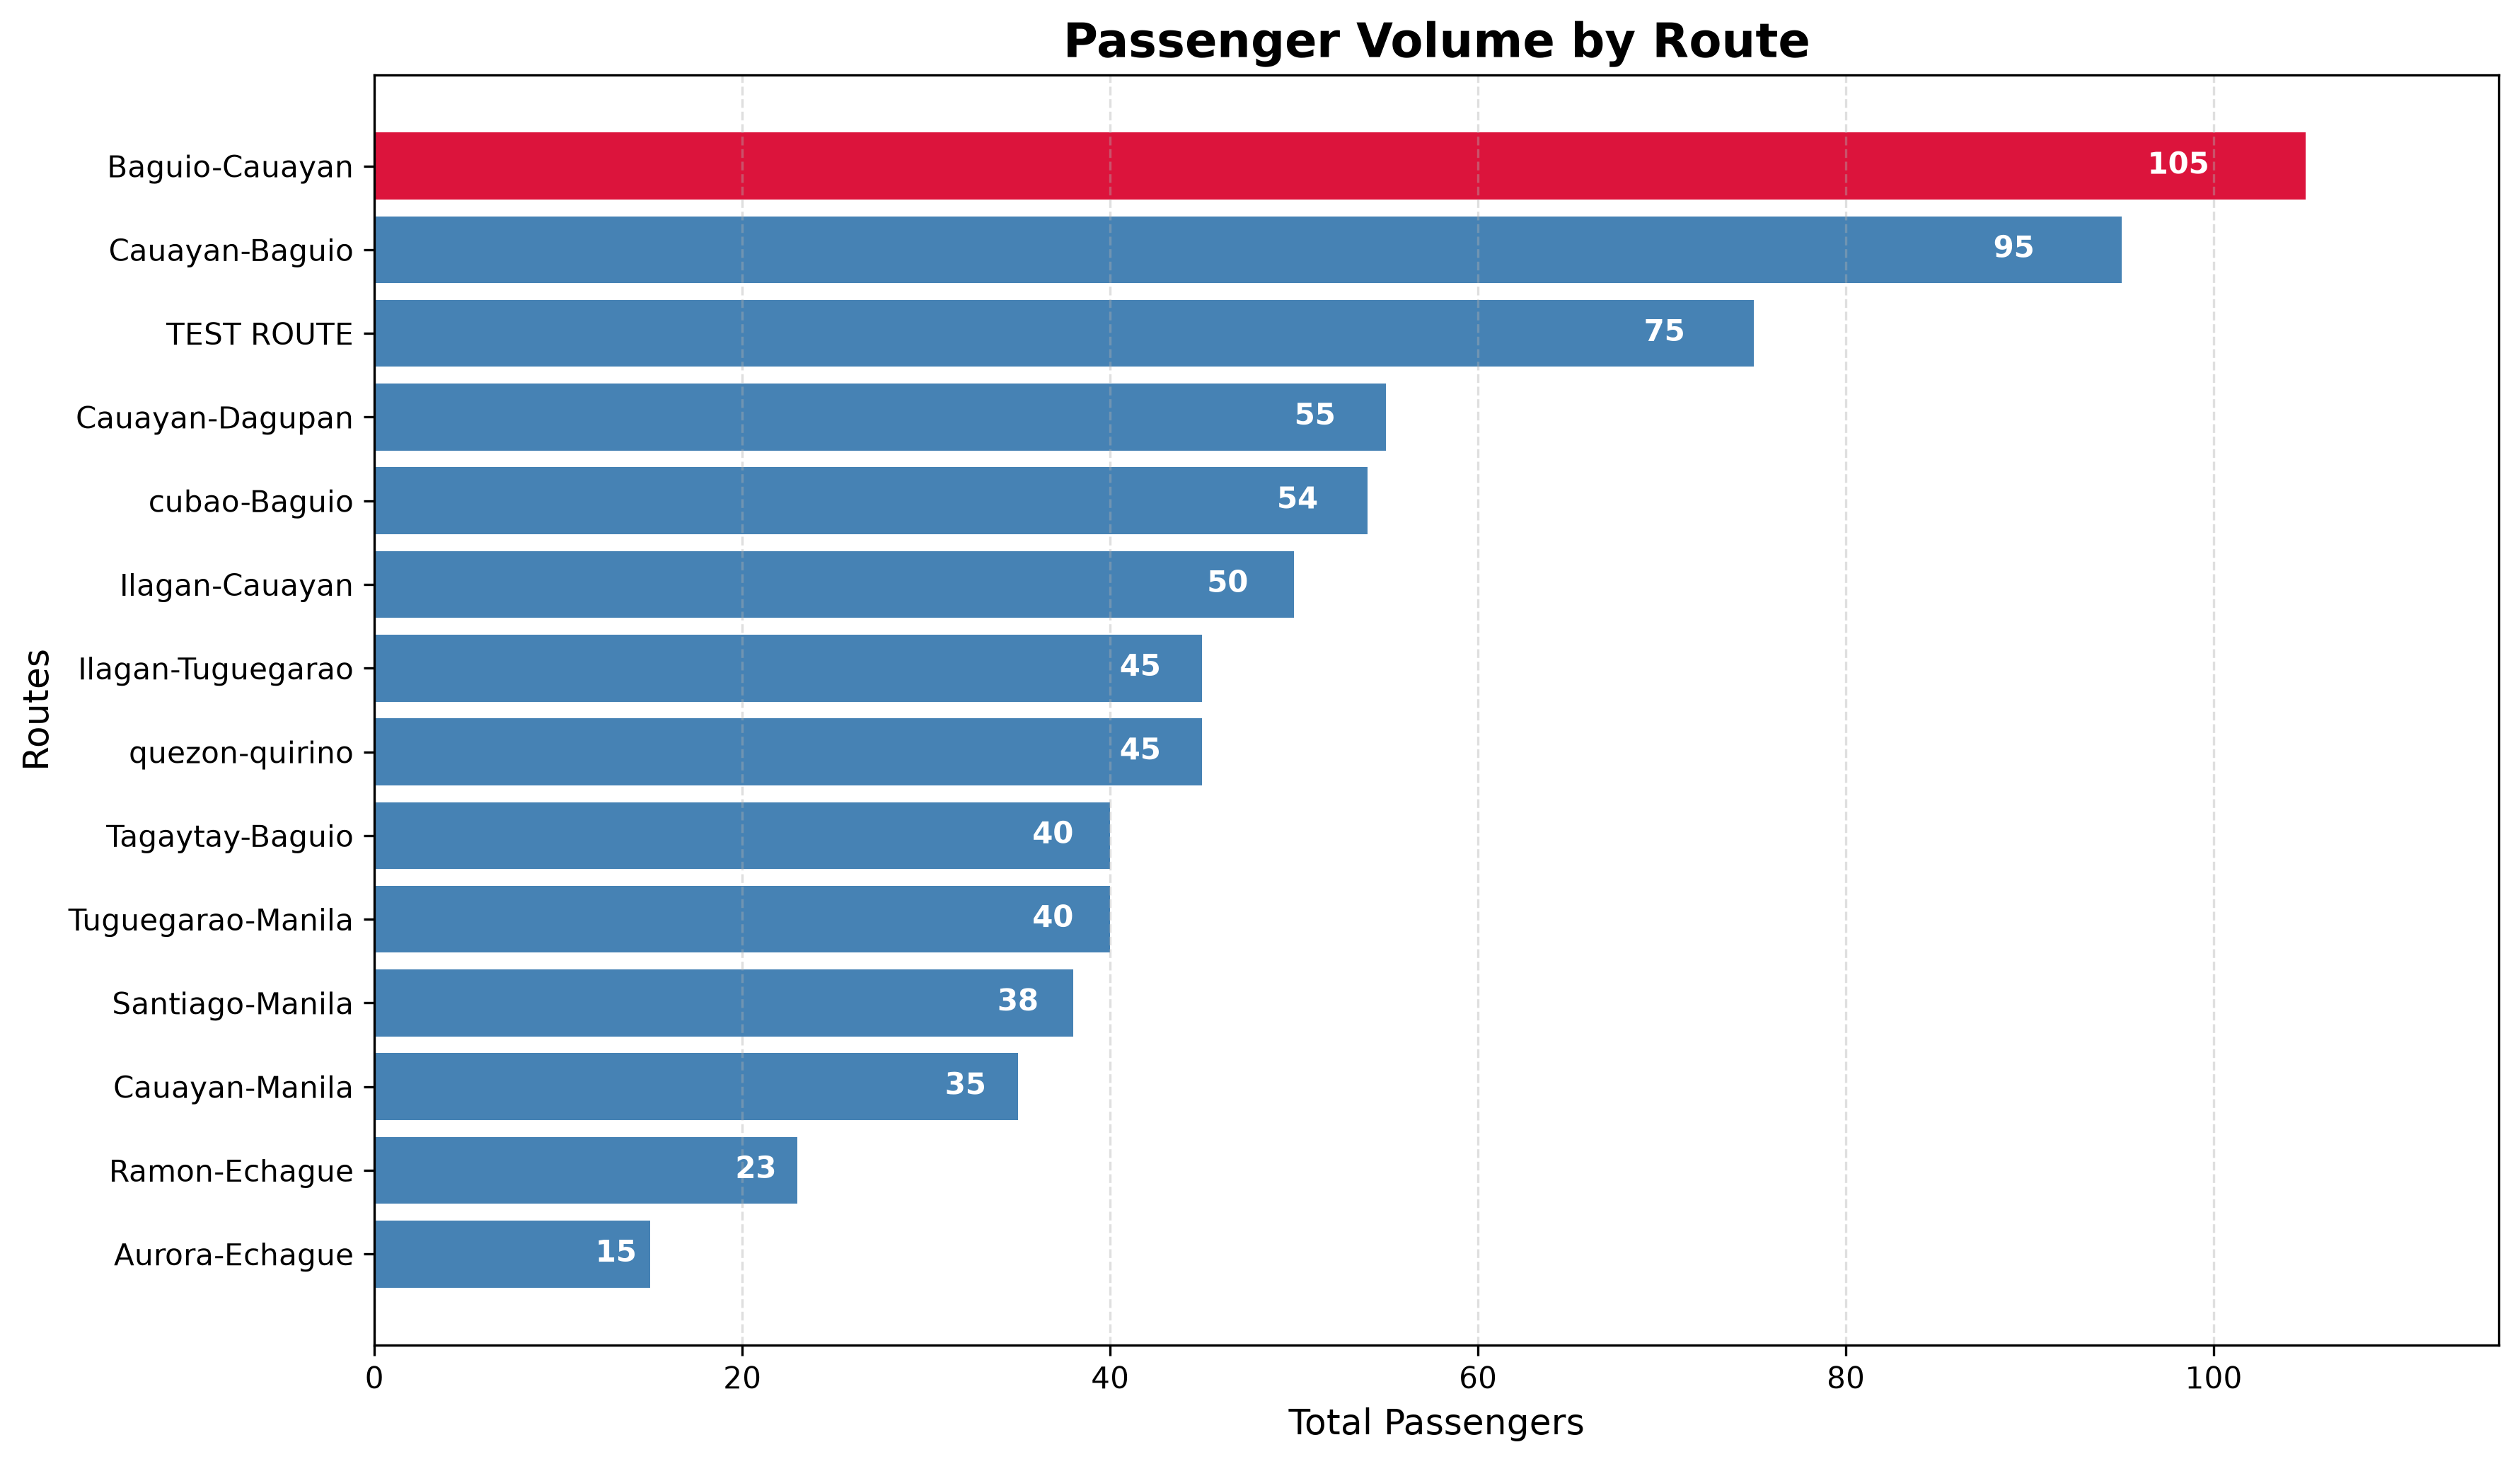 Passenger Volume by Route
Baguio-Cauayan 105
Cauayan-Baguio 95
TEST ROUTE 75
Cauayan-Dagupan 55
cubao-Baguio 54
Ilagan-Cauayan 50
Ilagan-Tuguegarao 45
quezon-quirino 45
Tagaytay-Baguio 40
Tuguegarao-Manila 40
Santiago-Manila 38
Cauayan-Manila 35
Ramon-Echague 23
Aurora-Echague 15
Routes
0 20 40 60 80 100
Total Passengers